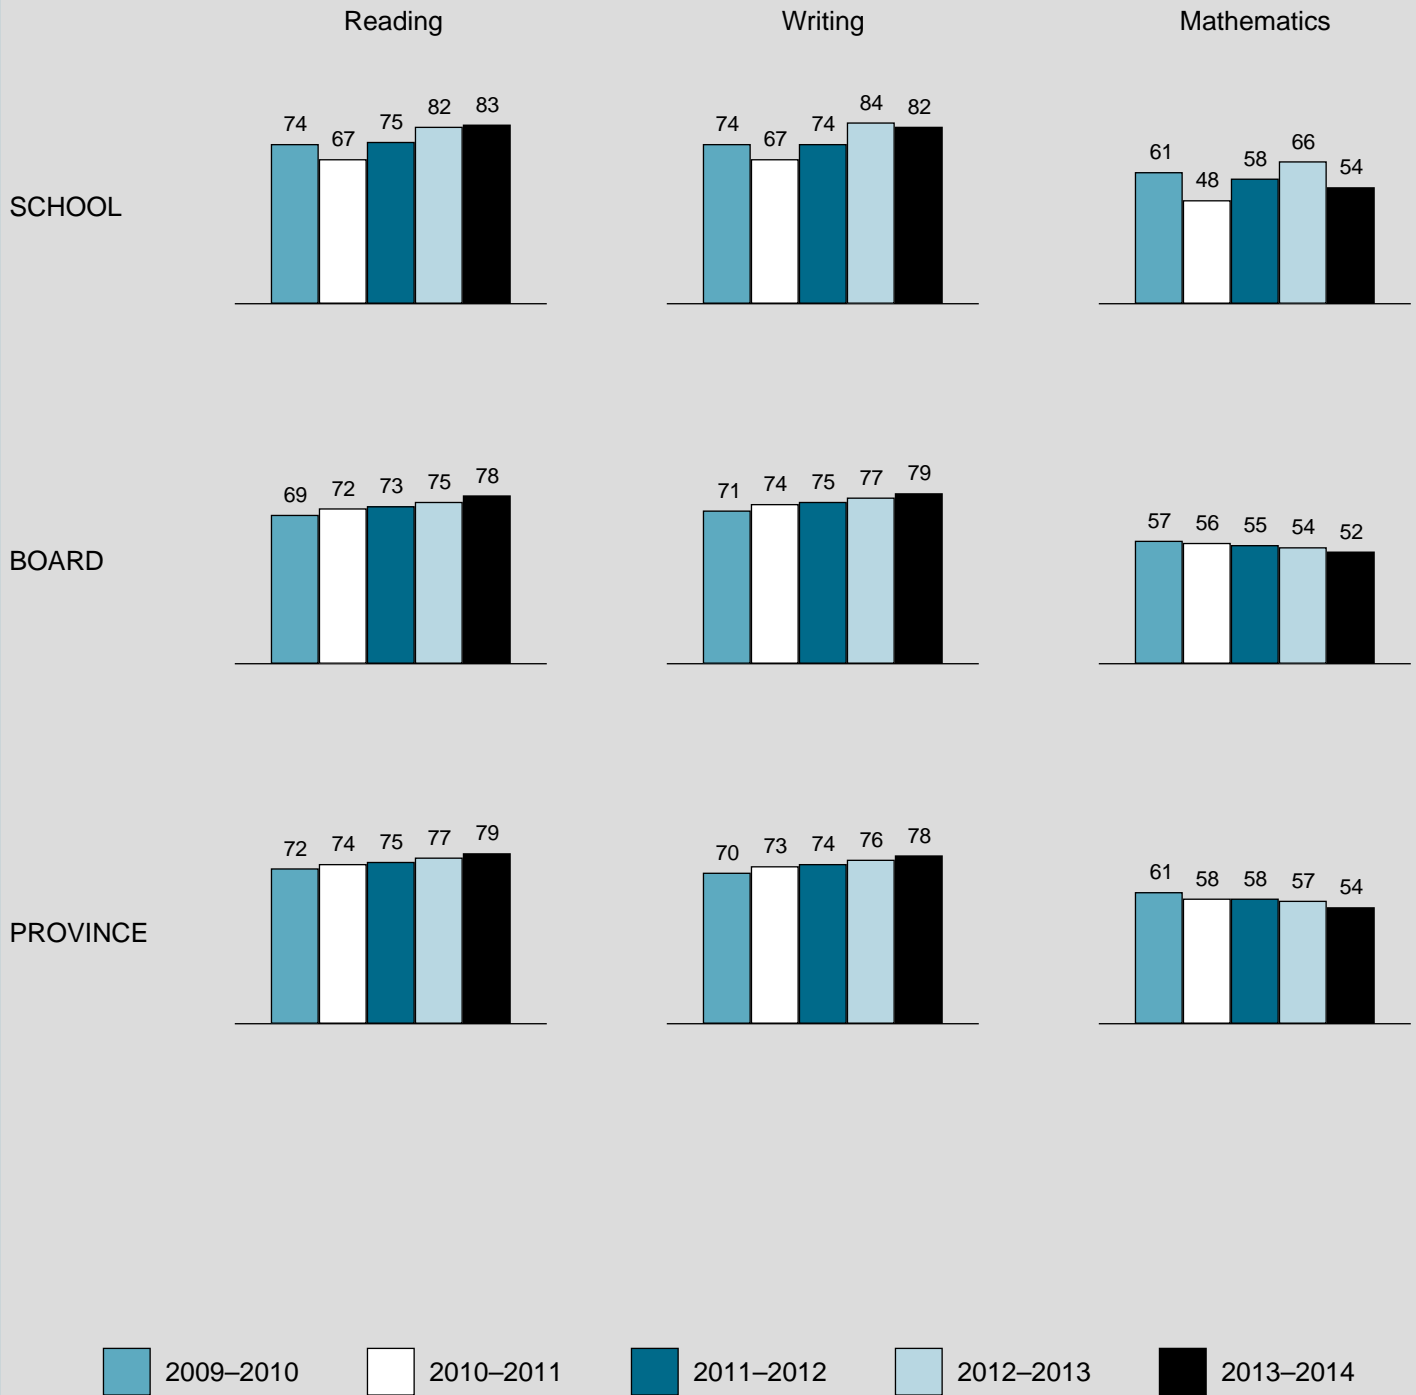 Reading Writing Mathematics
SCHOOL
74 67 75 82 83
74 67 74 84 82
61 48 58 66 54
BOARD
69 72 73 75 78
71 74 75 77 79
57 56 55 54 52
PROVINCE
72 74 75 77 79
70 73 74 76 78
61 58 58 57 54
2009–2010 2010–2011 2011–2012 2012–2013 2013–2014